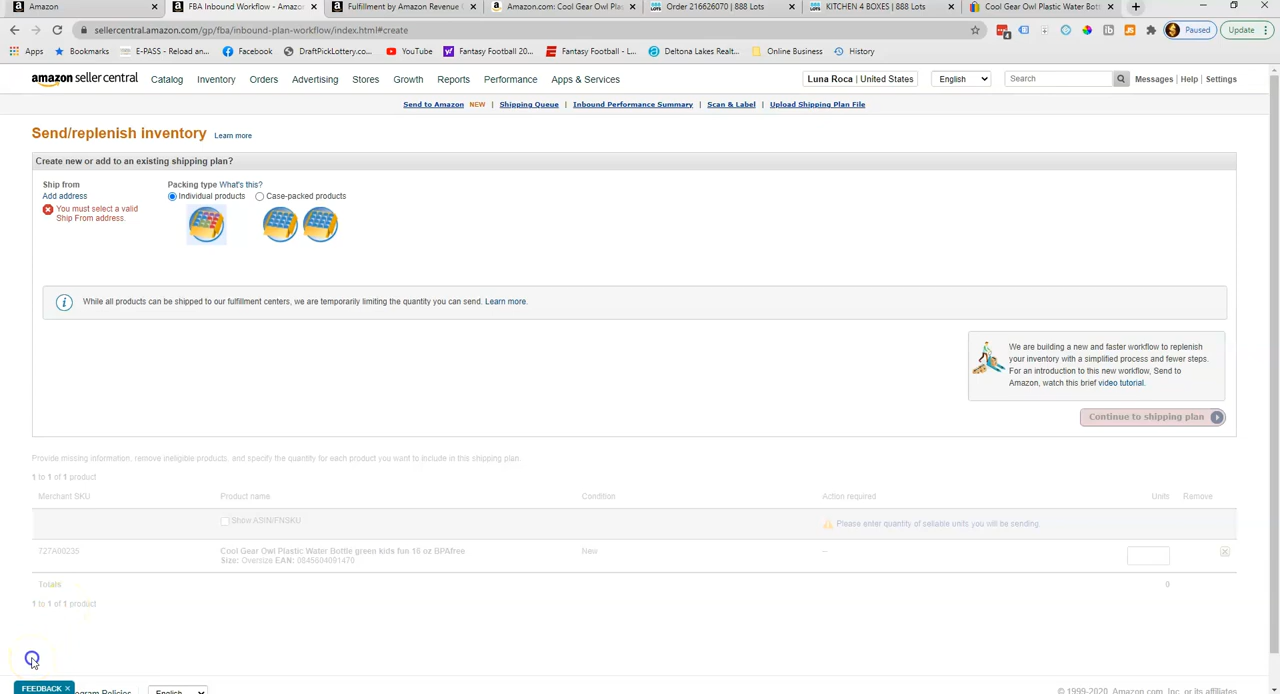 Amazon
FBA Inbound Workflow - Amazo
Fulfillment by Amazon Revenue C
Amazon.com: Cool Gear Owl Plas
Order 216626070 | 888 Lots
KITCHEN 4 BOXES | 888 Lots
Cool Gear Owl Plastic Water Bott
sellercentral.amazon.com/gp/fba/inbound-plan-workflow/index.html#create
Paused
Update
Apps
Bookmarks
E-PASS - Reload an...
Facebook
DraftPickLottery.co...
YouTube
Fantasy Football 20...
Fantasy Football - L...
Deltona Lakes Realt...
Online Business
History
amazon seller central
Catalog
Inventory
Orders
Advertising
Stores
Growth
Reports
Performance
Apps & Services
Luna Roca | United States
English
Search
Messages | Help | Settings
Send to Amazon NEW | Shipping Queue | Inbound Performance Summary | Scan & Label | Upload Shipping Plan File
Send/replenish inventory Learn more
Create new or add to an existing shipping plan?
Ship from
Add address
You must select a valid
Ship From address.
Packing type What's this?
Individual products
Case-packed products
While all products can be shipped to our fulfillment centers, we are temporarily limiting the quantity you can send. Learn more.
We are building a new and faster workflow to replenish
your inventory with a simplified process and fewer steps.
For an introduction to this new workflow, Send to
Amazon, watch this brief video tutorial.
Continue to shipping plan
Provide missing information, remove ineligible products, and specify the quantity for each product you want to include in this shipping plan.
1 to 1 of 1 product
Merchant SKU
Product name
Condition
Action required
Units
Remove
Show ASIN/FNSKU
Please enter quantity of sellable units you will be sending
727A00235
Cool Gear Owl Plastic Water Bottle green kids fun 16 oz BPAfree
Size: Oversize EAN: 0845604091470
New
--
Totals
0
1 to 1 of 1 product
FEEDBACK ×
ogram Policies
English
© 1999-2020, Amazon.com, Inc. or its affiliates